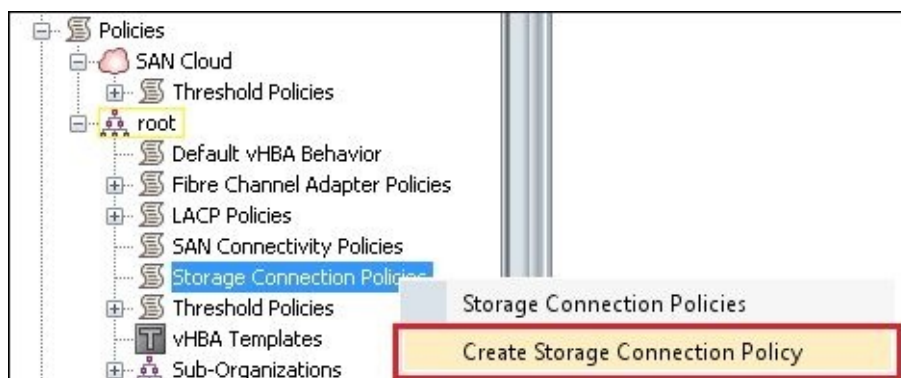 Policies
SAN Cloud
Threshold Policies
root
Default vHBA Behavior
Fibre Channel Adapter Policies
LACP Policies
SAN Connectivity Policies
Storage Connection Policies
Threshold Policies
vHBA Templates
Sub-Organizations
Storage Connection Policies
Create Storage Connection Policy